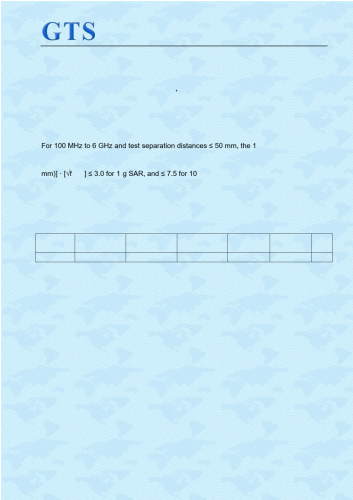 GTS
For 100 MHz to 6 GHz and test separation distances ≤ 50 mm, the 1
mm)] · [√f ] ≤ 3.0 for 1 g SAR, and ≤ 7.5 for 10